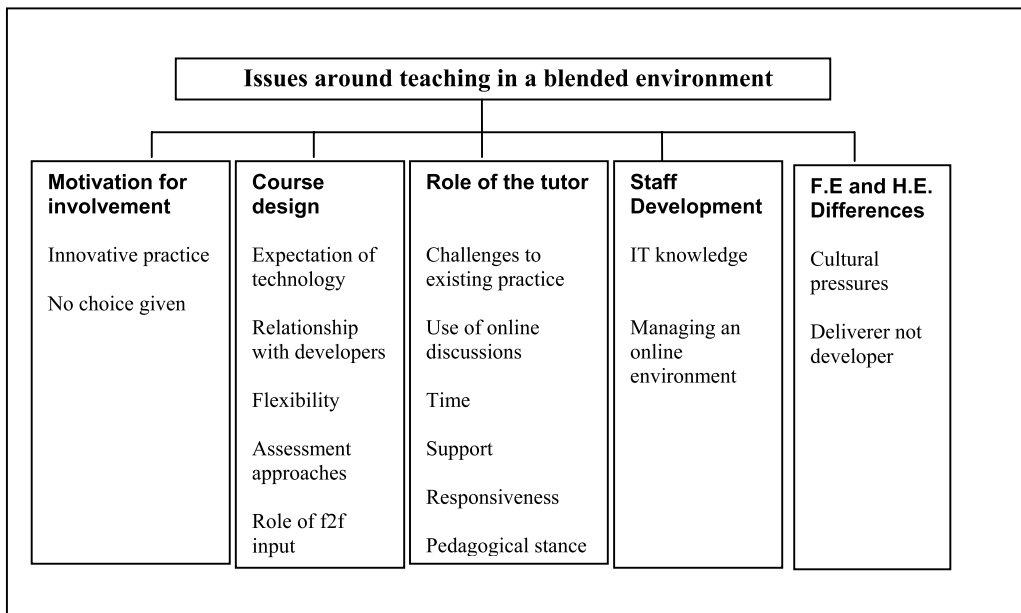 Issues around teaching in a blended environment
Motivation for
involvement
Innovative practice
No choice given
Course
design
Expectation of
technology
Relationship
with developers
Flexibility
Assessment
approaches
Role of f2f
input
Role of the tutor
Challenges to
existing practice
Use of online
discussions
Time
Support
Responsiveness
Pedagogical stance
Staff
Development
IT knowledge
Managing an
online
environment
F.E and H.E.
Differences
Cultural
pressures
Deliverer not
developer